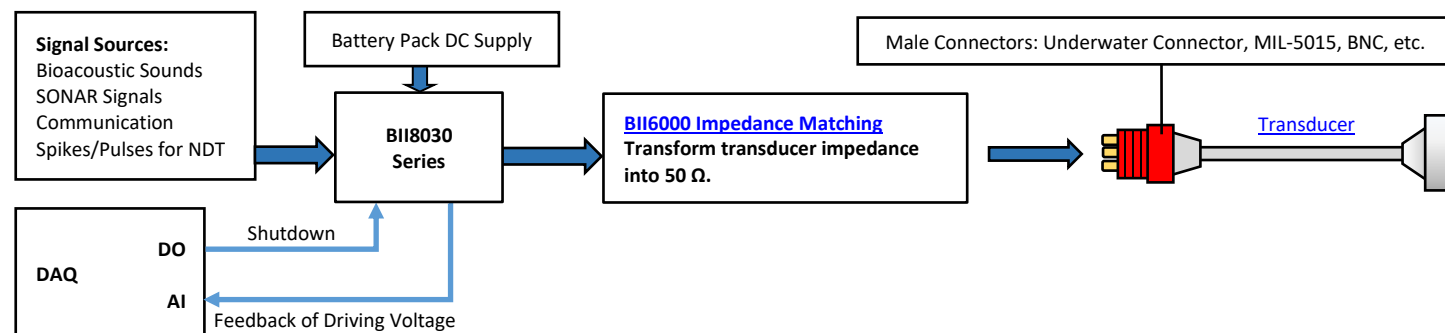 Signal Sources:
Bioacoustic Sounds
SONAR Signals
Communication
Spikes/Pulses for NDT
Battery Pack DC Supply
BII8030
Series
BII6000 Impedance Matching
Transform transducer impedance
into 50 Ω.
Male Connectors: Underwater Connector, MIL-5015, BNC, etc.
Transducer
DAQ
DO
AI
Shutdown
Feedback of Driving Voltage